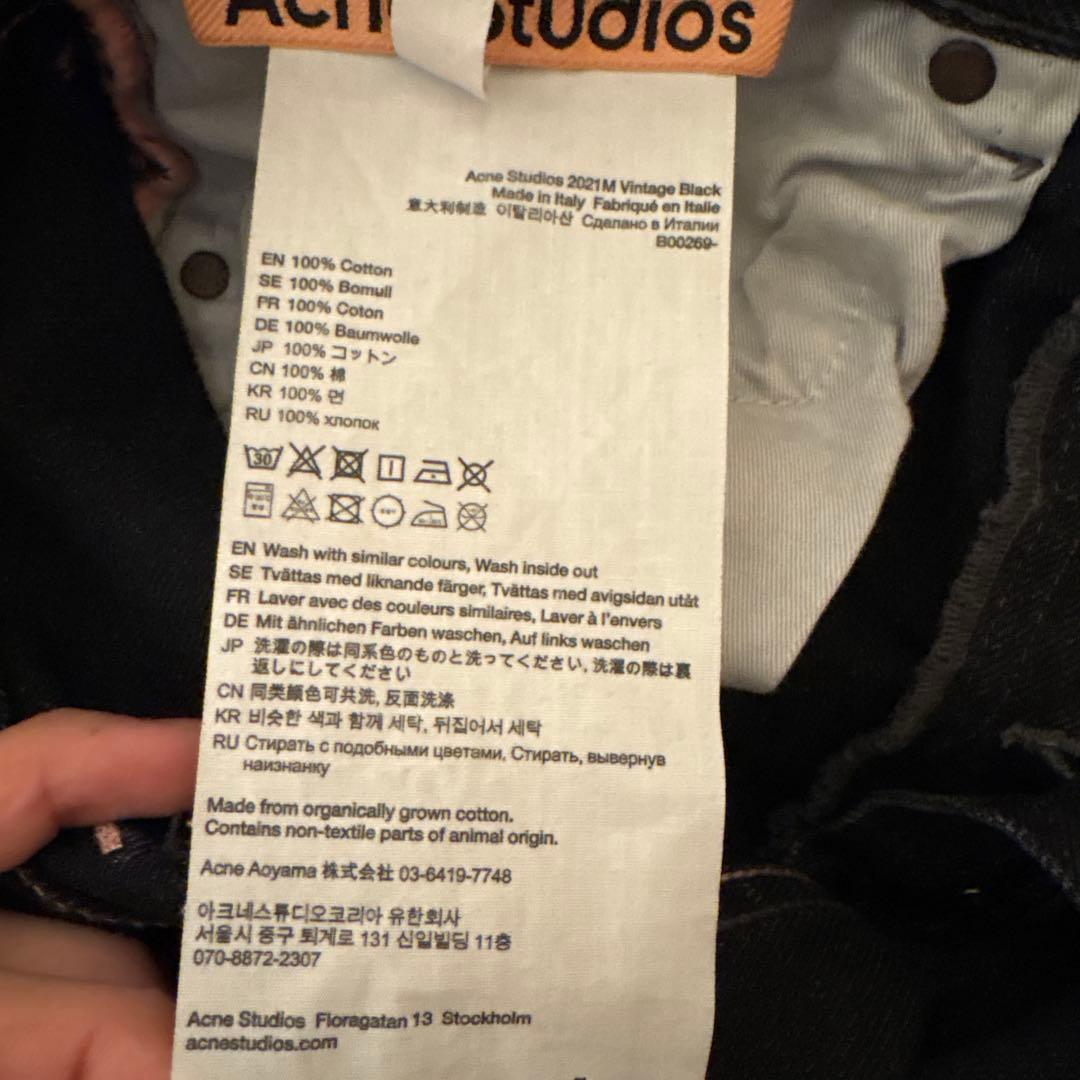 Acne Studios
Acne Studios 2021M Vintage Black
Made in Italy Fabriqué en Italie
意大利制造 이탈리아산 Сделано в Италии
B00269-
EN 100% Cotton
SE 100% Bomull
FR 100% Coton
DE 100% Baumwolle
JP 100% コットン
CN 100% 棉
KR 100% 면
RU 100% хлопок
30
EN Wash with similar colours, Wash inside out
SE Tvättas med liknande färger, Tvättas med avigsidan utåt
FR Laver avec des couleurs similaires, Laver à l'envers
DE Mit ähnlichen Farben waschen, Auf links waschen
JP 洗濯の際は同系色のものと洗ってください, 洗濯の際は裏
返しにしてください
CN 同类颜色可共洗, 反面洗涤
KR 비슷한 색과 함께 세탁, 뒤집어서 세탁
RU Стирать с подобными цветами, Стирать, вывернув
наизнанку
Made from organically grown cotton.
Contains non-textile parts of animal origin.
Acne Aoyama 株式会社 03-6419-7748
아크네스튜디오코리아 유한회사
서울시 중구 퇴계로 131 신일빌딩 11층
070-8872-2307
Acne Studios Floragatan 13 Stockholm
acnestudios.com